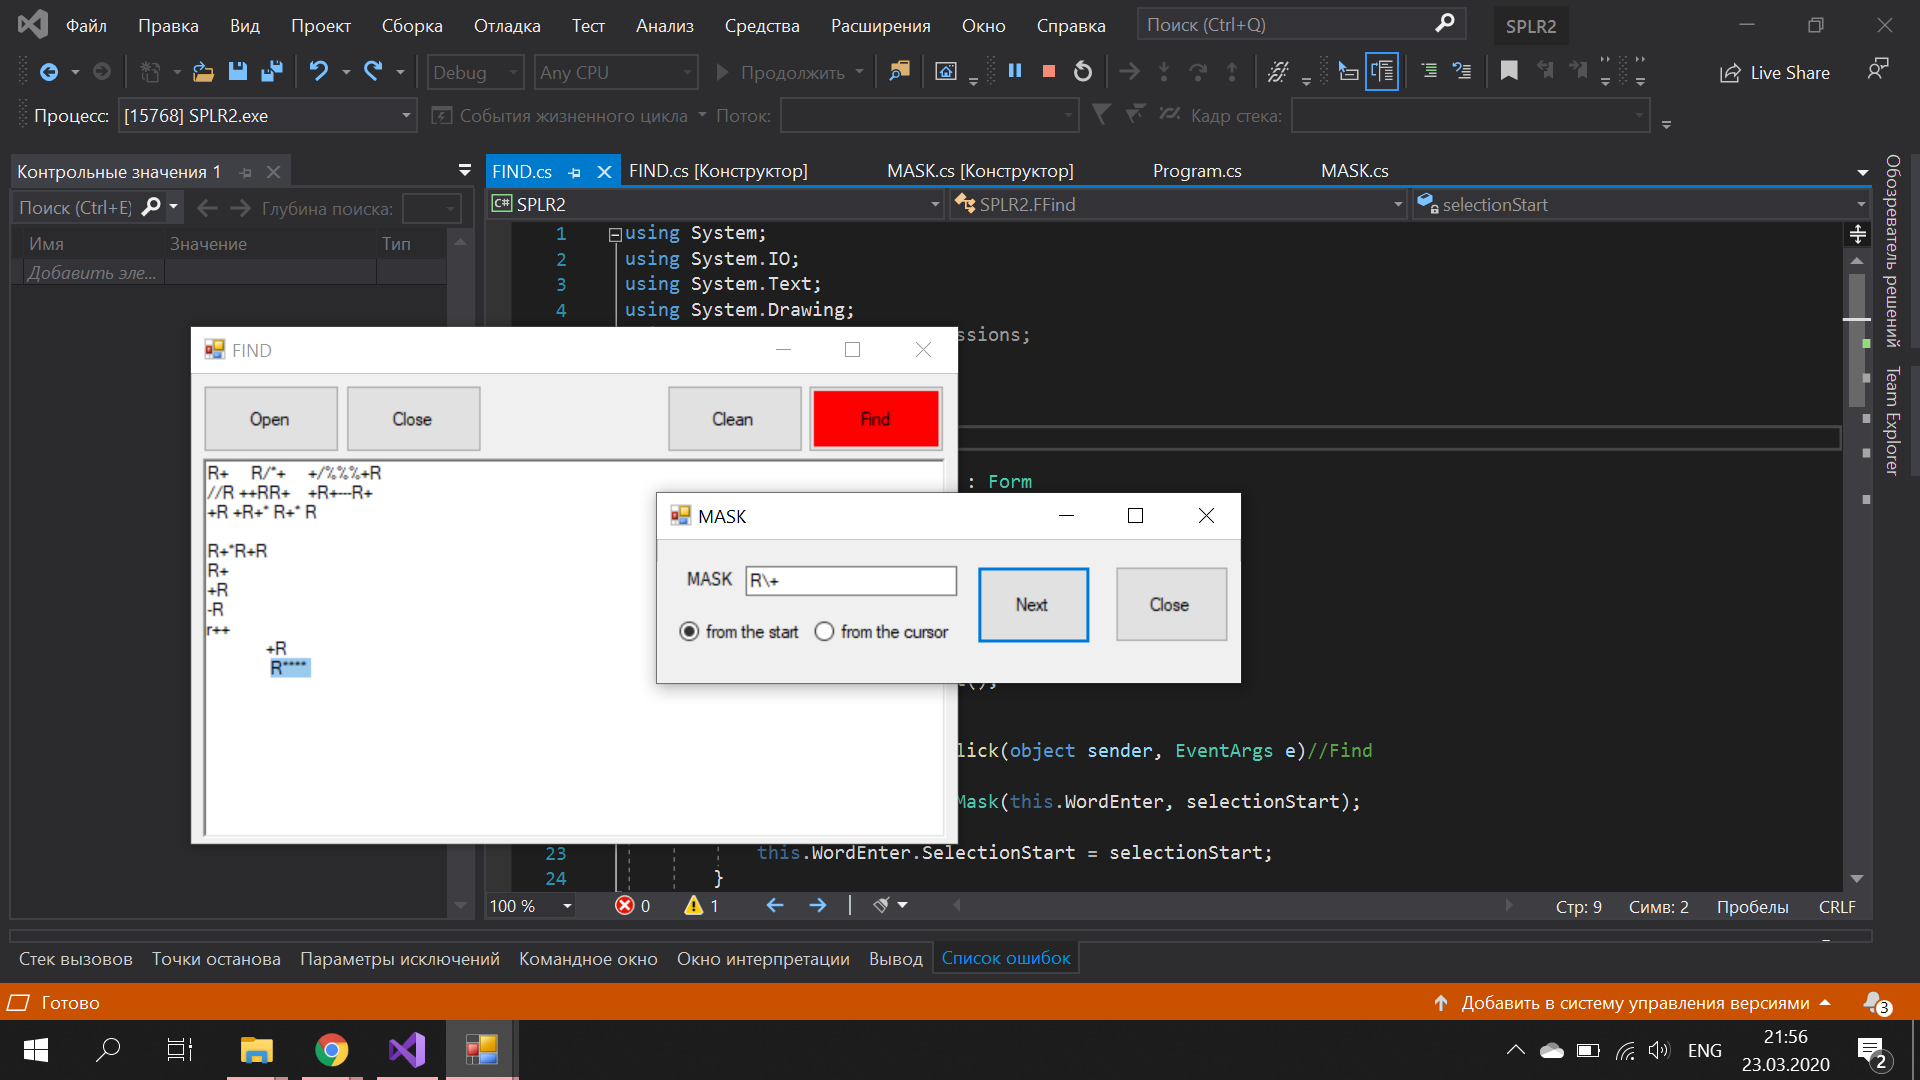 Файл Правка Вид Проект Сборка Отладка Тест Анализ Средства Расширения Окно Справка Поиск (Ctrl+Q) SPLR2
Debug Any CPU Продолжить Live Share
Процесс: [15768] SPLR2.exe События жизненного цикла Поток: Кадр стека:
Контрольные значения 1
Поиск (Ctrl+E) Глубина поиска:
Имя Значение Тип
Добавить эле...
FIND.cs FIND.cs [Конструктор] MASK.cs [Конструктор] Program.cs MASK.cs
C# SPLR2 SPLR2.FFind selectionStart
1 using System;
2 using System.IO;
3 using System.Text;
4 using System.Drawing;
ssions;
: Form
();
lick(object sender, EventArgs e)//Find
Mask(this.WordEnter, selectionStart);
23 this.WordEnter.SelectionStart = selectionStart;
24 }
FIND
Open Close Clean Find
R+ R/*+ +/%%%+R
//R ++RR+ +R+---R+
+R +R+* R+* R
R+*R+R
R+
+R
-R
r++
+R
R****
MASK
MASK R\+
from the start from the cursor
Next Close
Обозреватель решений
Team Explorer
100 % 0 1 Стр: 9 Симв: 2 Пробелы CRLF
Стек вызовов Точки останова Параметры исключений Командное окно Окно интерпретации Вывод Список ошибок
Готово Добавить в систему управления версиями 3
ENG 21:56
23.03.2020 2